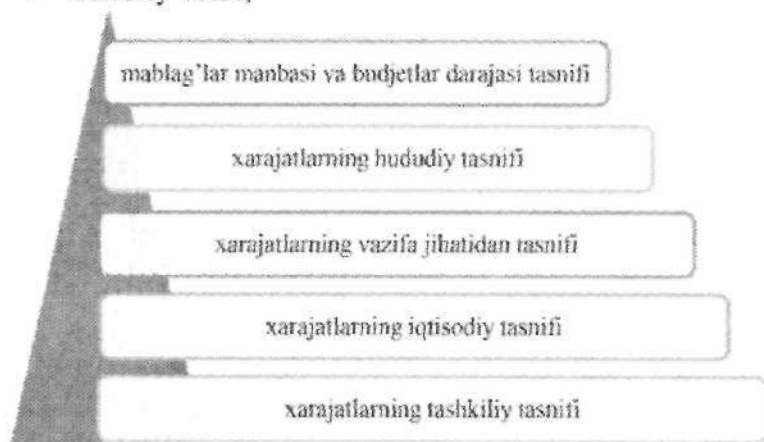 mablag'lar manbasi va budjetlar darajasi tasnifi
xarajatlarning hududiy tasnifi
xarajatlarning vazifa jihatidan tasnifi
xarajatlarning iqtisodiy tasnifi
xarajatlarning tashkiliy tasnifi